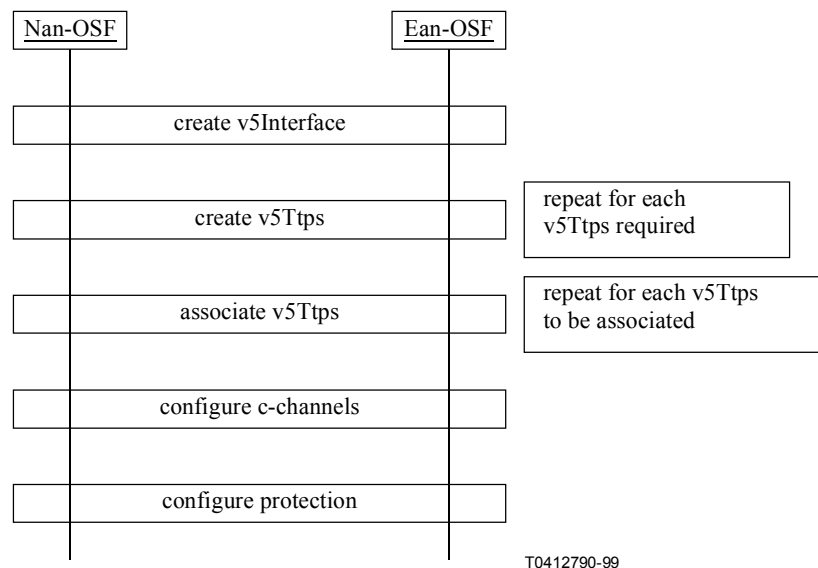 Nan-OSF
Ean-OSF
create v5Interface
create v5Ttps
repeat for each
v5Ttps required
associate v5Ttps
repeat for each v5Ttps
to be associated
configure c-channels
configure protection
T0412790-99